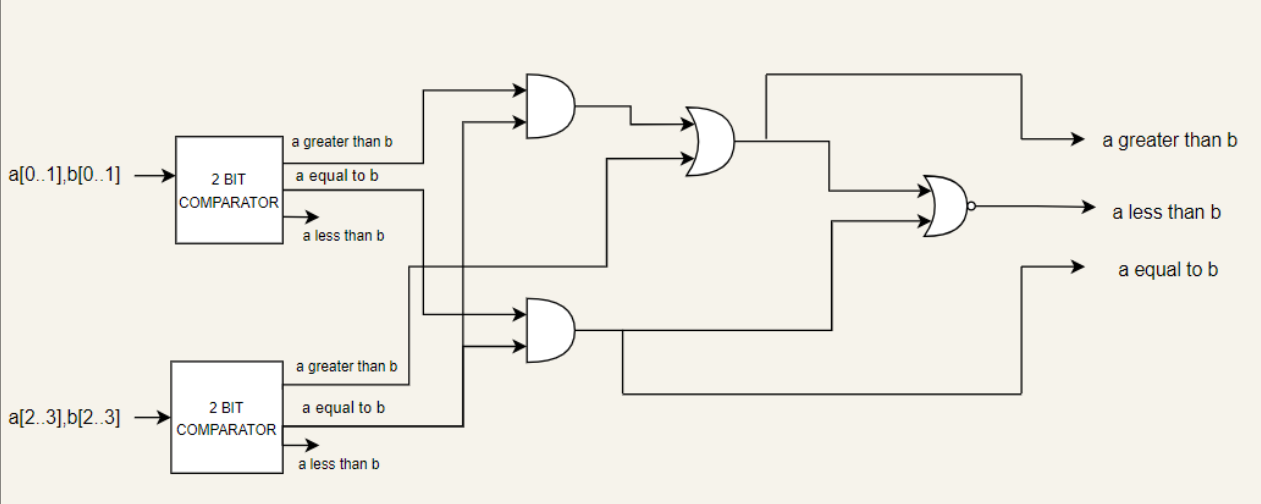 a[0..1],b[0..1]
2 BIT
COMPARATOR
a greater than b
a equal to b
a less than b
a[2..3],b[2..3]
2 BIT
COMPARATOR
a greater than b
a equal to b
a less than b
a greater than b
a less than b
a equal to b